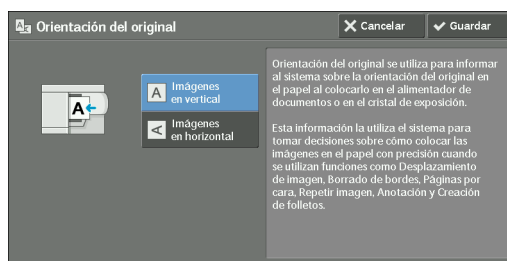 Orientación del original
Cancelar
Guardar
A
A
Imágenes
en vertical
A
Imágenes
en horizontal
Orientación del original se utiliza para informar
al sistema sobre la orientación del original en
el papel al colocarlo en el alimentador de
documentos o en el cristal de exposición.
Esta información la utiliza el sistema para
tomar decisiones sobre cómo colocar las
imágenes en el papel con precisión cuando
se utilizan funciones como Desplazamiento
de imagen, Borrado de bordes, Páginas por
cara, Repetir imagen, Anotación y Creación
de folletos.